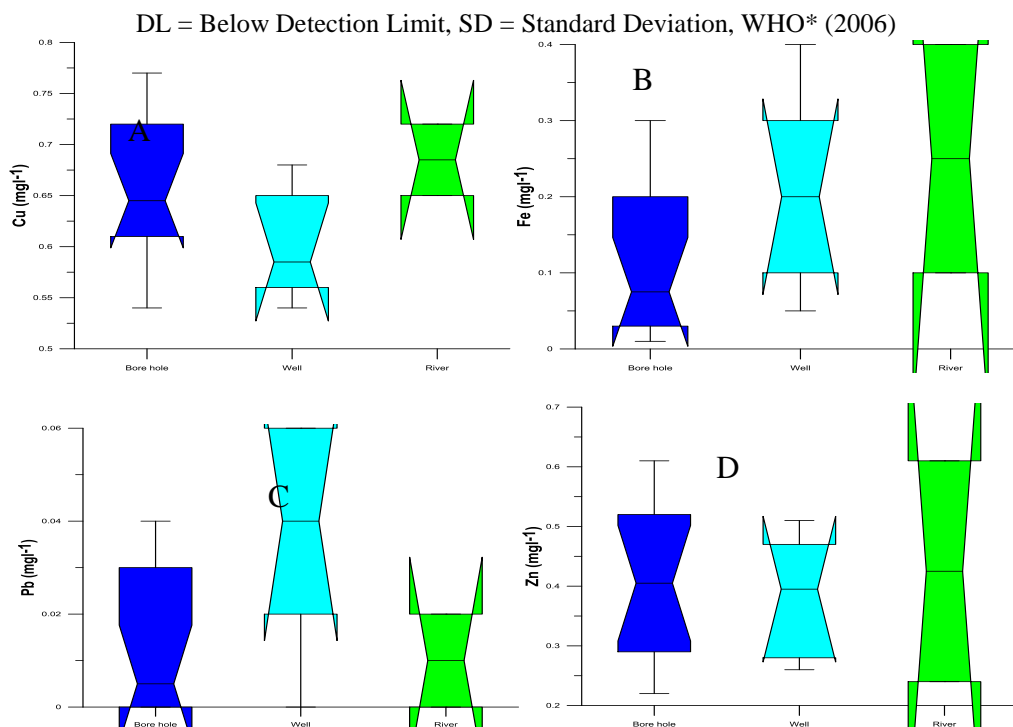 DL = Below Detection Limit, SD = Standard Deviation, WHO* (2006)
A
Cu (mgl-1)
0.8
0.7
0.65
0.6
0.55
0.5
Bore hole Well River
B
Fe (mgl-1)
0.4
0.3
0.2
0.1
0
Bore hole Well River
C
Pb (mgl-1)
0.06
0.04
0.02
0
Bore hole Well River
D
Zn (mgl-1)
0.7
0.6
0.5
0.4
0.3
0.2
Bore hole Well River